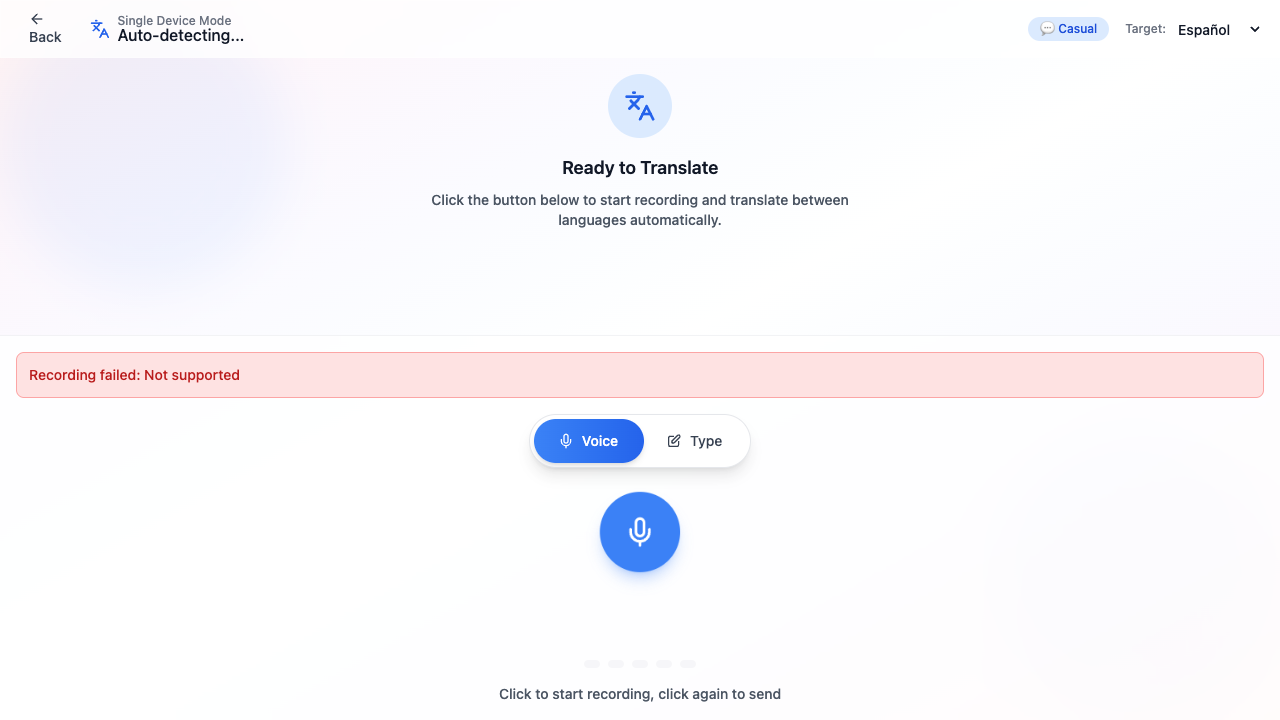 Back
Single Device Mode
Auto-detecting...
💬 Casual
Target:
Español
Ready to Translate
Click the button below to start recording and translate between
languages automatically.
Recording failed: Not supported
Voice
Type
Click to start recording, click again to send